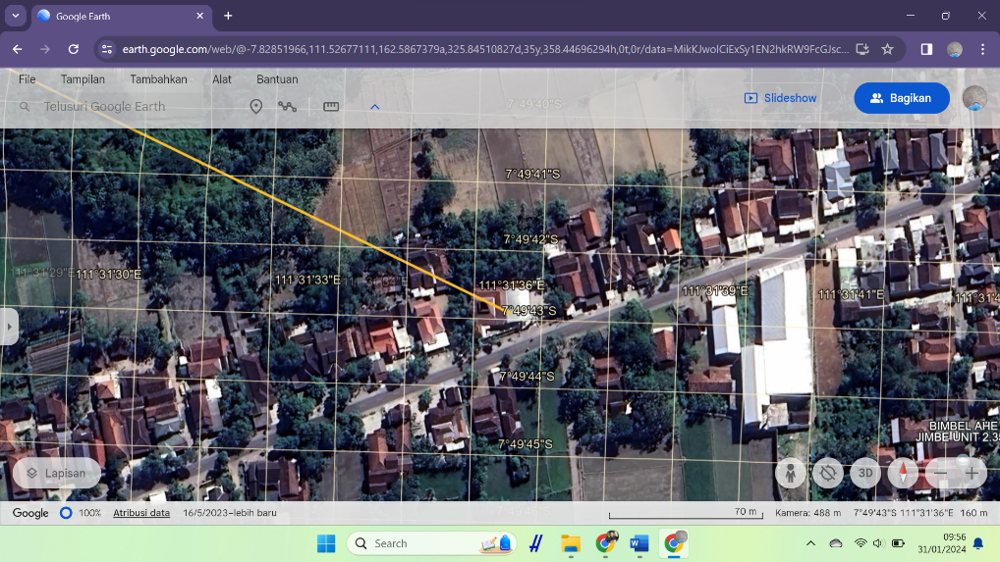 Google Earth
earth.google.com/web/@-7.82851966,111.52677111,162.5867379a,325.84510827d,35y,358.44696294h,0t,0r/data=MikKJwolCiExSy1EN2hkRW9FcGJsc...
File Tampilan Tambahkan Alat Bantuan
Telusuri Google Earth
Slideshow
Bagikan
7°49'40"S
7°49'41"S
7°49'42"S
111°31'29"E
111°31'30"E
111°31'33"E
111°31'34"E
111°31'36"E
111°31'39"E
111°31'41"E
111°31'4
7°49'43"S
7°49'44"S
7°49'45"S
BIMBEL AHE
JIMBE UNIT 2.3
Lapisan
3D
Google 100% Atribusi data 16/5/2023–lebih baru
70 m
Kamera: 488 m 7°49'43"S 111°31'36"E 160 m
Search
09:56
31/01/2024